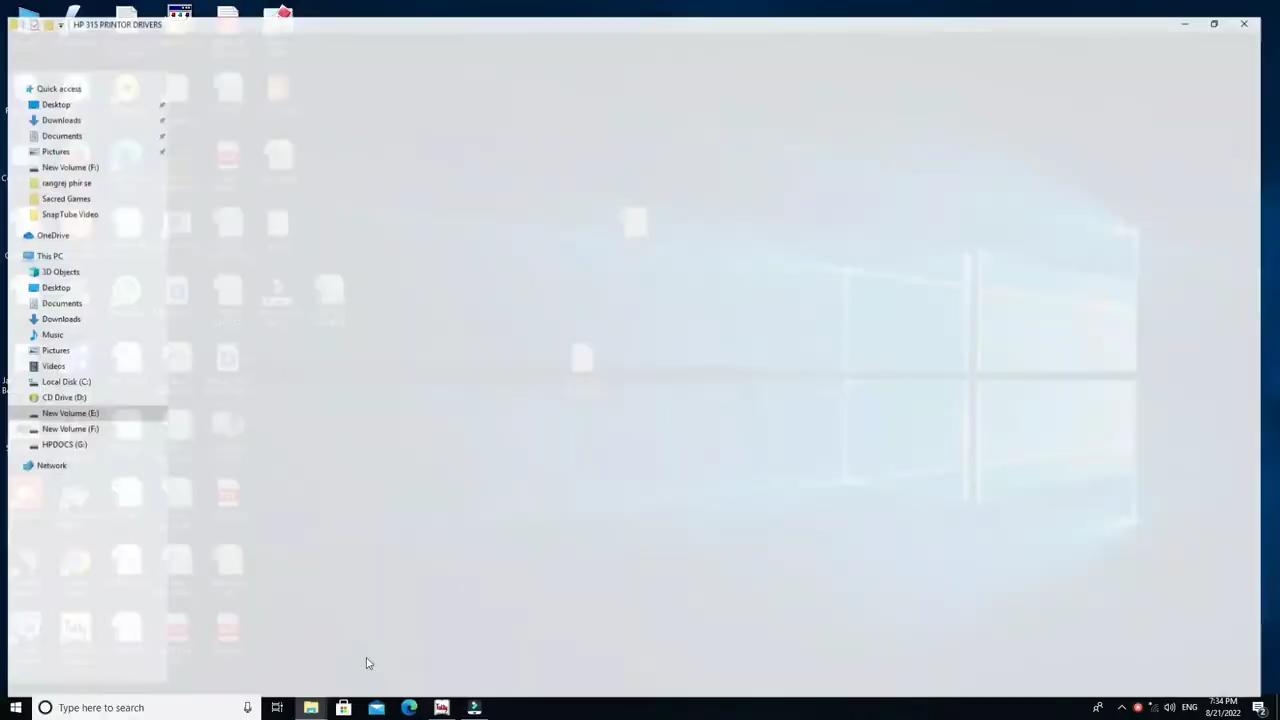 HP 315 PRINTOR DRIVERS
Quick access
Desktop
Downloads
Documents
Pictures
New Volume (F:)
rangrej phir se
Sacred Games
SnapTube Video
OneDrive
This PC
3D Objects
Desktop
Documents
Downloads
Music
Pictures
Videos
Local Disk (C:)
CD Drive (D:)
New Volume (E:)
New Volume (F:)
HPDOCS (G:)
Network
Type here to search
ENG
7:34 PM
8/21/2022